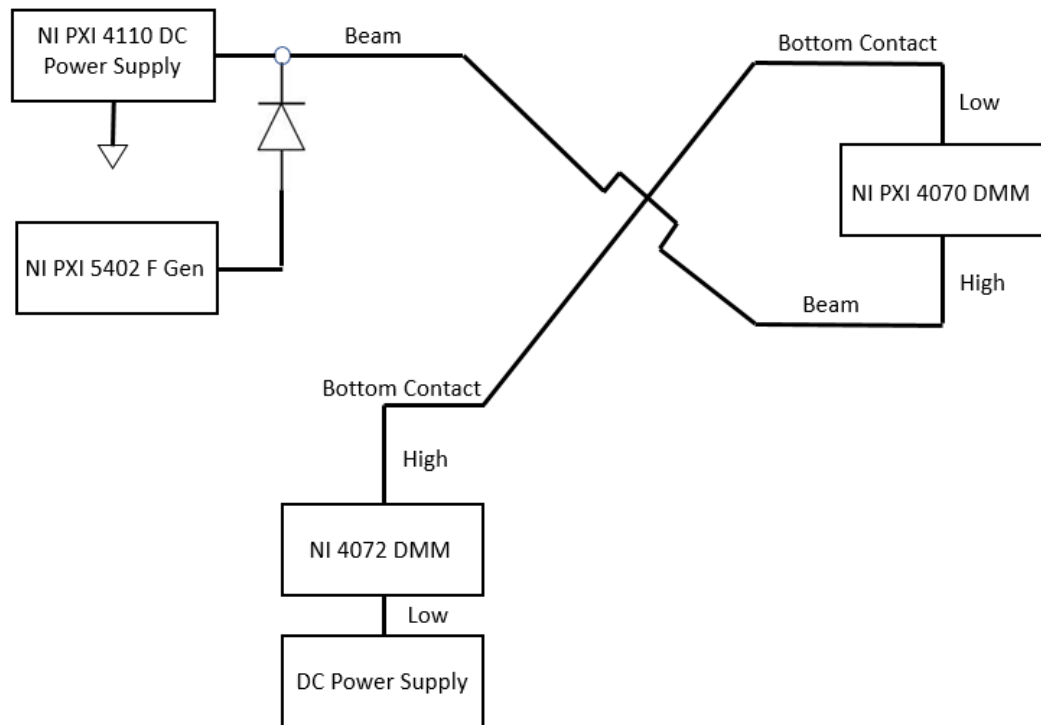 NI PXI 4110 DC
Power Supply
Beam
Bottom Contact
Low
NI PXI 4070 DMM
NI PXI 5402 F Gen
High
Beam
Bottom Contact
High
NI 4072 DMM
Low
DC Power Supply